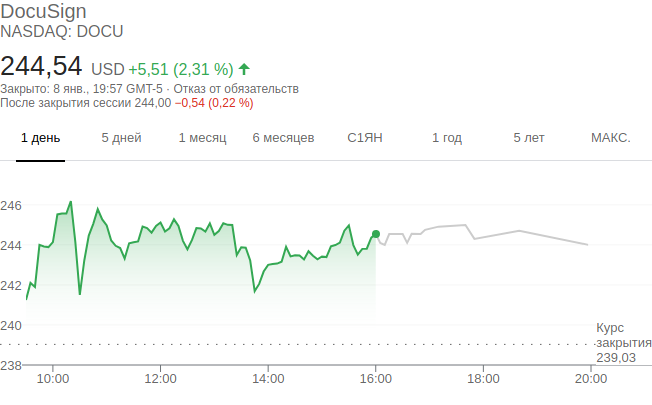 DocuSign
NASDAQ: DOCU
244,54 USD +5,51 (2,31 %)
Закрыто: 8 янв., 19:57 GMT-5 · Отказ от обязательств
После закрытия сессии 244,00 −0,54 (0,22 %)
1 день 5 дней 1 месяц 6 месяцев С1ЯН 1 год 5 лет МАКС.
246
244
242
240
238
Курс
закрытия
239,03
10:00 12:00 14:00 16:00 18:00 20:00